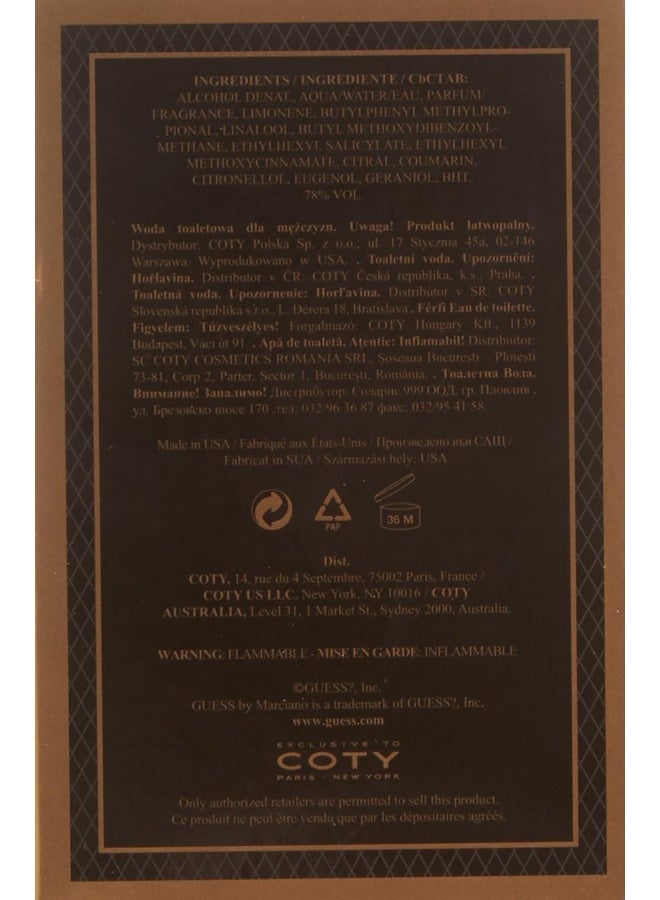 INGREDIENTS / INGREDIENTE / CЬCTAB:
ALCOHOL DENAT., AQUA/WATER/EAU, PARFUM/
FRAGRANCE, LIMONENE, BUTYLPHENYL METHYLPRO-
PIONAL, LINALOOL, BUTYL METHOXYDIBENZOYL-
METHANE, ETHYLHEXYL SALICYLATE, ETHYLHEXYL
METHOXYCINNAMATE, CITRAL, COUMARIN,
CITRONELLOL, EUGENOL, GERANIOL, BHT.
78% VOL
Woda toaletowa dla mężczyzn. Uwaga! Produkt łatwopalny.
Dystrybutor: COTY Polska Sp. z o.o.; ul. 17 Stycznia 45a, 02-146
Warszawa. Wyprodukowano w USA. . Toaletní voda. Upozornění:
Hořlavina. Distributor v ČR: COTY Česká republika, k.s., Praha. .
Toaletná voda. Upozornenie: Horľavina. Distribútor v SR: COTY
Slovenská republika s.r.o., L. Derera 18, Bratislava . Férfi Eau de toilette.
Figyelem: Tűzveszélyes! Forgalmazó: COTY Hungary Kft., 1139
Budapest, Váci út 91. . Apă de toaletă. Atenţie: Inflamabil! Distribuitor:
SC COTY COSMETICS ROMANIA SRL, Soseaua Bucureşti – Ploieşti
73-81, Corp 2, Parter, Sector 1, Bucureşti, România. . Тоалетна Вода.
Внимание! Запалимо! Дистрибутор: Соларис 999 ООД, гр. Пловдив ,
ул. Брезовско шосе 170 ,тел: 032/96 36 87 факс: 032/95 41 58.
Made in USA / Fabriqué aux États-Unis / Произведено във САЩ /
Fabricat in SUA / Származási hely: USA
PAP
36 M
Dist.
COTY, 14, rue du 4 Septembre, 75002 Paris, France /
COTY US LLC, New York, NY 10016 / COTY
AUSTRALIA, Level 31, 1 Market St., Sydney 2000, Australia.
WARNING: FLAMMABLE - MISE EN GARDE: INFLAMMABLE
©GUESS?, Inc.
GUESS by Marciano is a trademark of GUESS?, Inc.
www.guess.com
EXCLUSIVE TO
COTY
PARIS · NEW YORK
Only authorized retailers are permitted to sell this product.
Ce produit ne peut être vendu que par les dépositaires agréés.